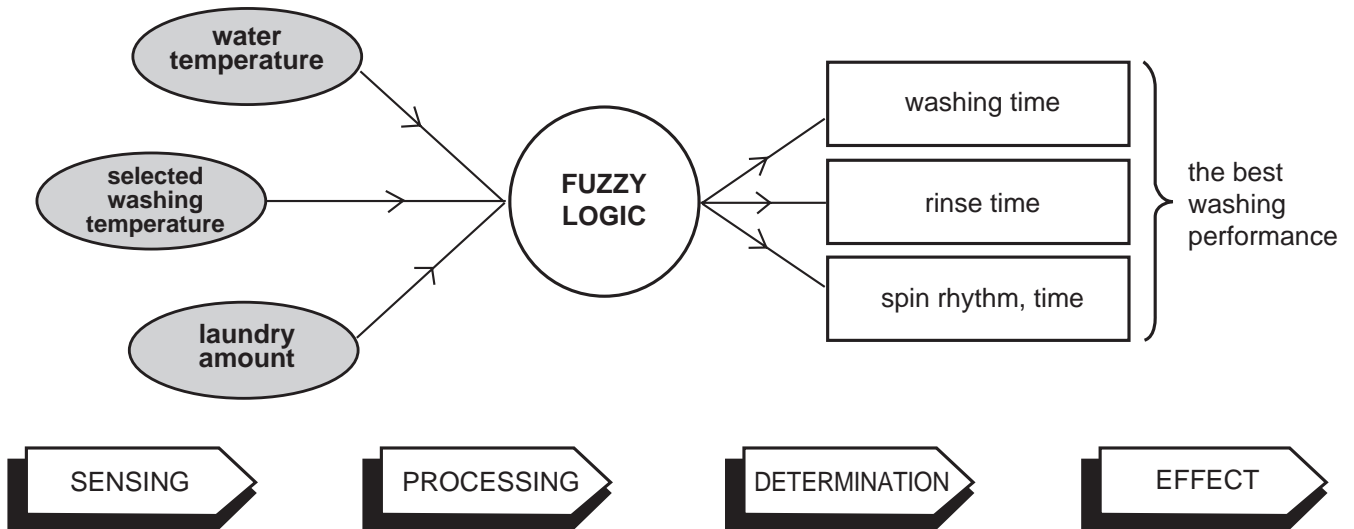 water
temperature
selected
washing
temperature
laundry
amount
FUZZY
LOGIC
washing time
rinse time
spin rhythm, time
the best
washing
performance
SENSING
PROCESSING
DETERMINATION
EFFECT